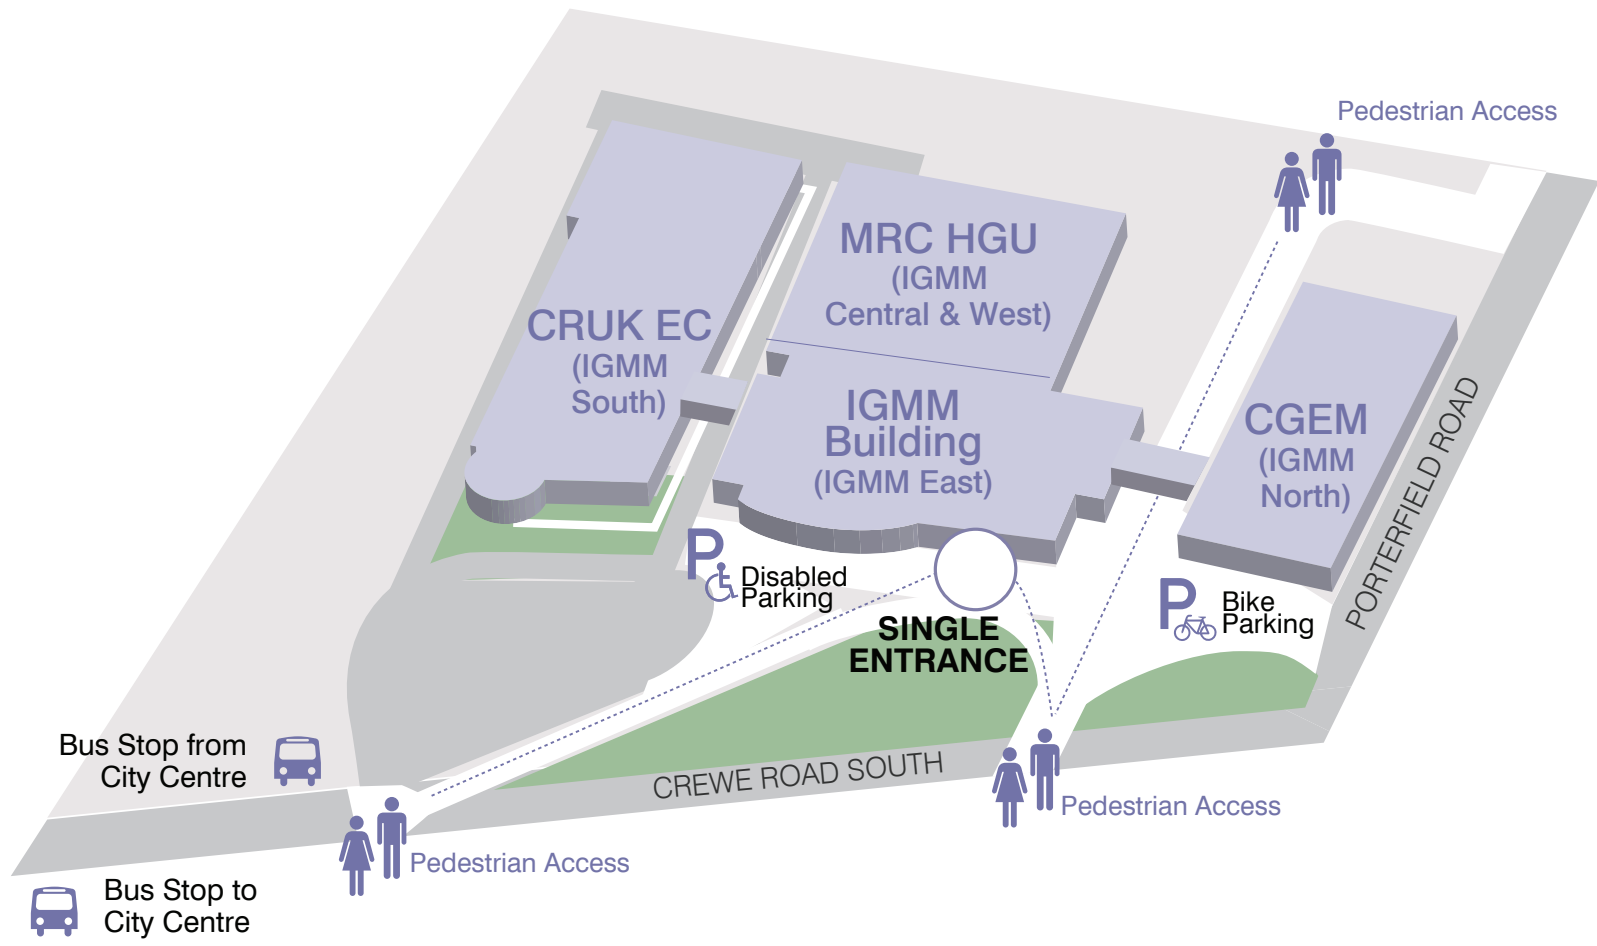 Pedestrian Access
MRC HGU
(IGMM
Central & West)
CRUK EC
(IGMM
South)
IGMM
Building
(IGMM East)
CGEM
(IGMM
North)
PORTERFIELD ROAD
P
Disabled
Parking
P
Bike
Parking
SINGLE
ENTRANCE
Bus Stop from
City Centre
CREWE ROAD SOUTH
Pedestrian Access
Pedestrian Access
Bus Stop to
City Centre